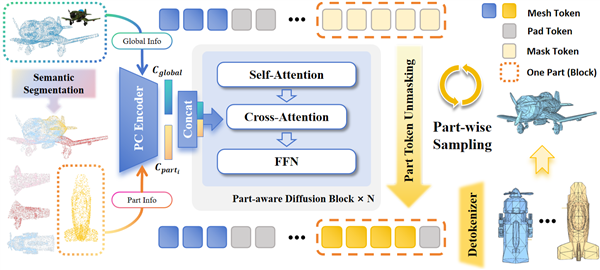 Global Info
Semantic
Segmentation
Part Info
PC Encoder
C_global
C_part_i
Concat
Self-Attention
Cross-Attention
FFN
Part-aware Diffusion Block × N
Part Token Unmasking
Mesh Token
Pad Token
Mask Token
One Part (Block)
Part-wise
Sampling
Detokenizer